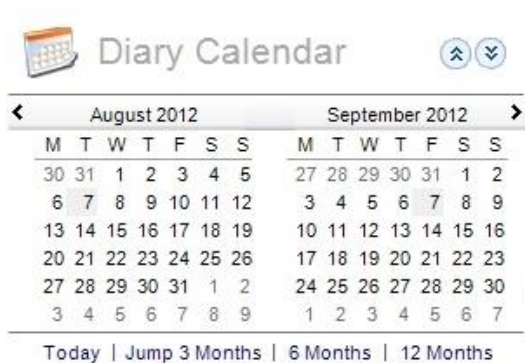 Diary Calendar
August 2012 September 2012
M T W T F S S M T W T F S S
30 31 1 2 3 4 5 27 28 29 30 31 1 2
6 7 8 9 10 11 12 3 4 5 6 7 8 9
13 14 15 16 17 18 19 10 11 12 13 14 15 16
20 21 22 23 24 25 26 17 18 19 20 21 22 23
27 28 29 30 31 1 2 24 25 26 27 28 29 30
3 4 5 6 7 8 9 1 2 3 4 5 6 7
Today | Jump 3 Months | 6 Months | 12 Months